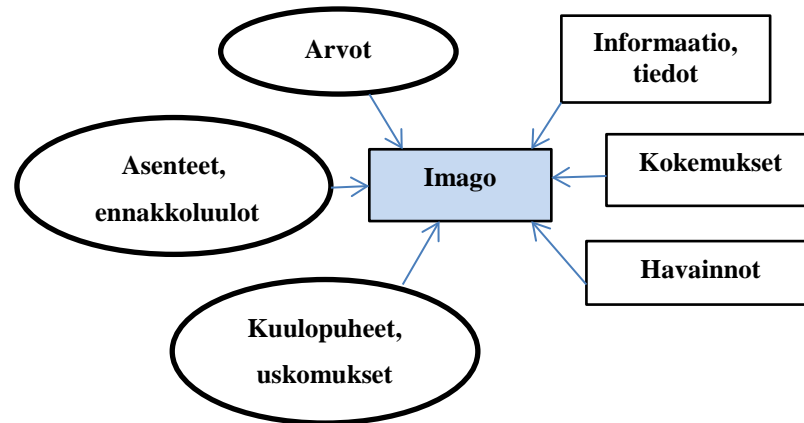 Arvot
Informaatio,
tiedot
Asenteet,
ennakkoluulot
Imago
Kokemukset
Havainnot
Kuulopuheet,
uskomukset